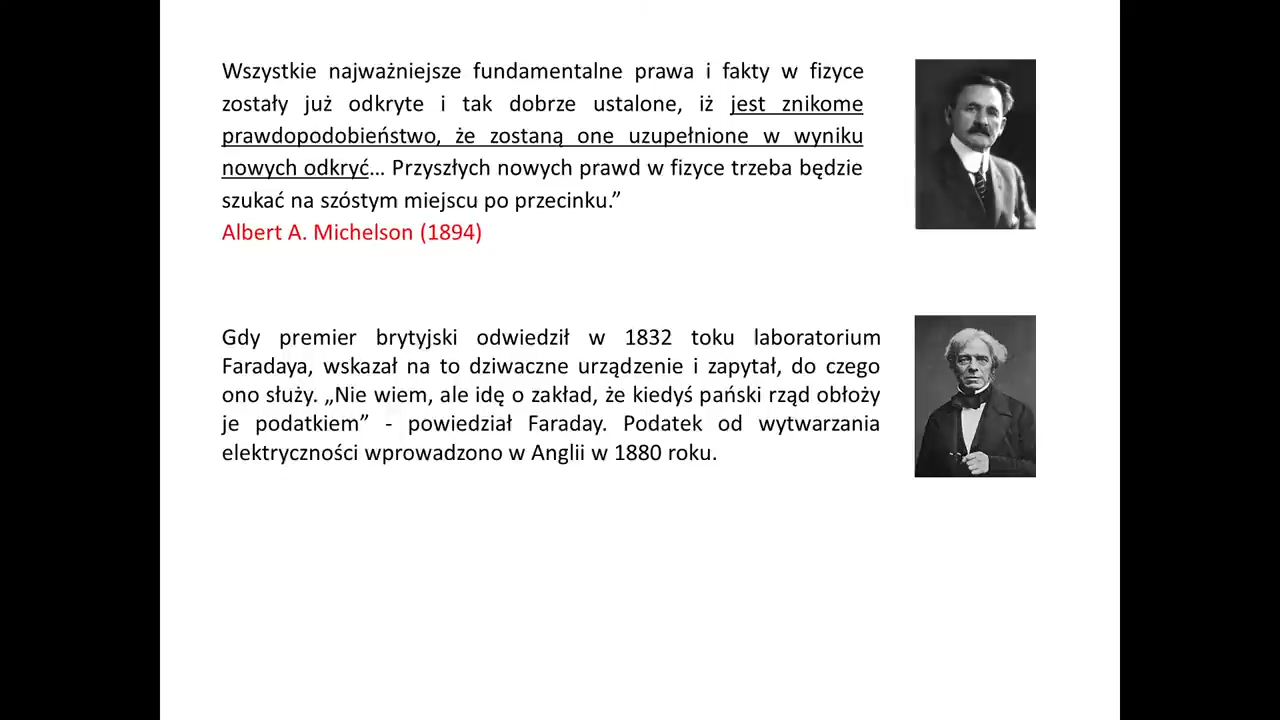 Wszystkie najważniejsze fundamentalne prawa i fakty w fizyce
zostały już odkryte i tak dobrze ustalone, iż jest znikome
prawdopodobieństwo, że zostaną one uzupełnione w wyniku
nowych odkryć... Przyszłych nowych prawd w fizyce trzeba będzie
szukać na szóstym miejscu po przecinku.”
Albert A. Michelson (1894)
Gdy premier brytyjski odwiedził w 1832 toku laboratorium
Faradaya, wskazał na to dziwaczne urządzenie i zapytał, do czego
ono służy. „Nie wiem, ale idę o zakład, że kiedyś pański rząd obłoży
je podatkiem” - powiedział Faraday. Podatek od wytwarzania
elektryczności wprowadzono w Anglii w 1880 roku.